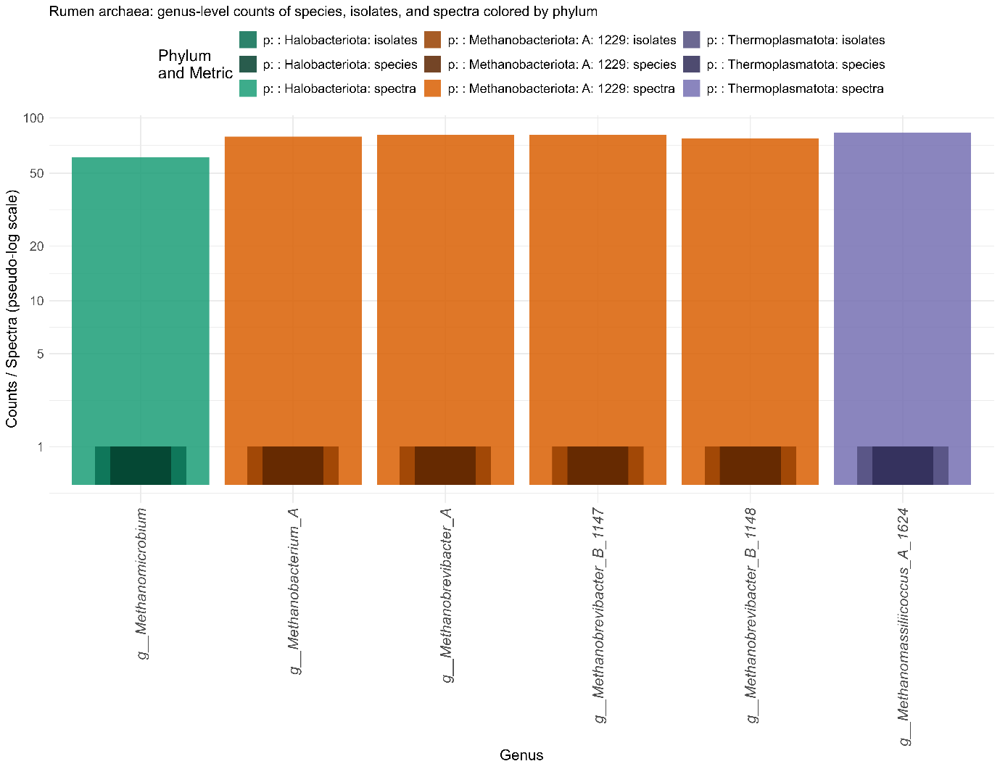 Rumen archaea: genus-level counts of species, isolates, and spectra colored by phylum
Phylum
and Metric
p: : Halobacteriota: isolates
p: : Halobacteriota: species
p: : Halobacteriota: spectra
p: : Methanobacteriota: A: 1229: isolates
p: : Methanobacteriota: A: 1229: species
p: : Methanobacteriota: A: 1229: spectra
p: : Thermoplasmatota: isolates
p: : Thermoplasmatota: species
p: : Thermoplasmatota: spectra
Counts / Spectra (pseudo-log scale)
100
50
20
10
5
1
g__Methanomicrobium
g__Methanobacterium_A
g__Methanobrevibacter_A
g__Methanobrevibacter_B_1147
g__Methanobrevibacter_B_1148
g__Methanomassiliicoccus_A_1624
Genus